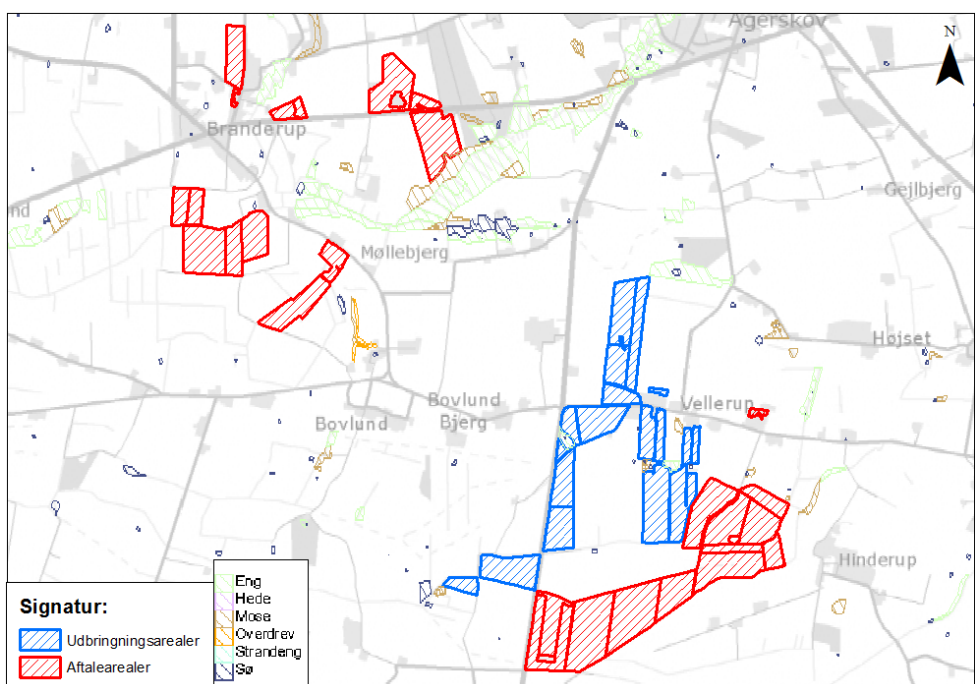 Agerskov
N
Branderup
Gejlbjerg
nd
Møllebjerg
Højset
Bovlund
Bjerg
Vellerup
Bovlund
Hinderup
Signatur:
Udbringningsarealer
Aftalearealer
Eng
Hede
Mose
Overdrev
Strandeng
Sø